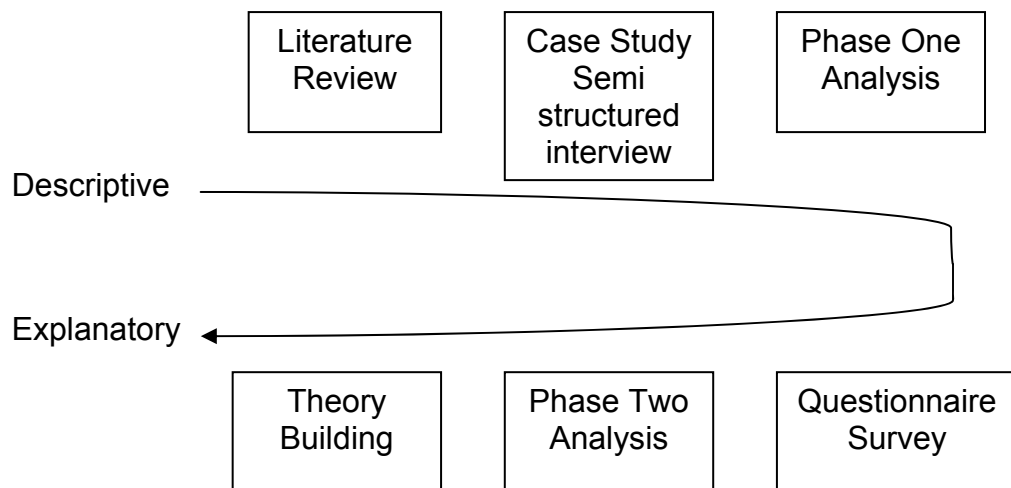 Literature
Review
Case Study
Semi
structured
interview
Phase One
Analysis
Descriptive
Explanatory
Theory
Building
Phase Two
Analysis
Questionnaire
Survey